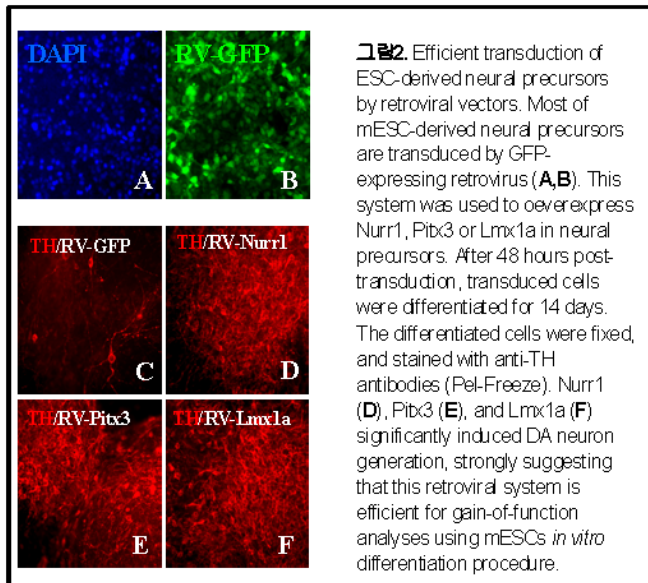 DAPI
A
RV-GFP
B
TH/RV-GFP
C
TH/RV-Nurr1
D
TH/RV-Pitx3
E
TH/RV-Lmx1a
F
그림2. Efficient transduction of
ESC-derived neural precursors
by retroviral vectors. Most of
mESC-derived neural precursors
are transduced by GFP-
expressing retrovirus (A,B). This
system was used to oeverexpress
Nurr1, Pitx3 or Lmx1a in neural
precursors. After 48 hours post-
transduction, transduced cells
were differentiated for 14 days.
The differentiated cells were fixed,
and stained with anti-TH
antibodies (Pel-Freeze). Nurr1
(D), Pitx3 (E), and Lmx1a (F)
significantly induced DA neuron
generation, strongly suggesting
that this retroviral system is
efficient for gain-of-function
analyses using mESCs in vitro
differentiation procedure.